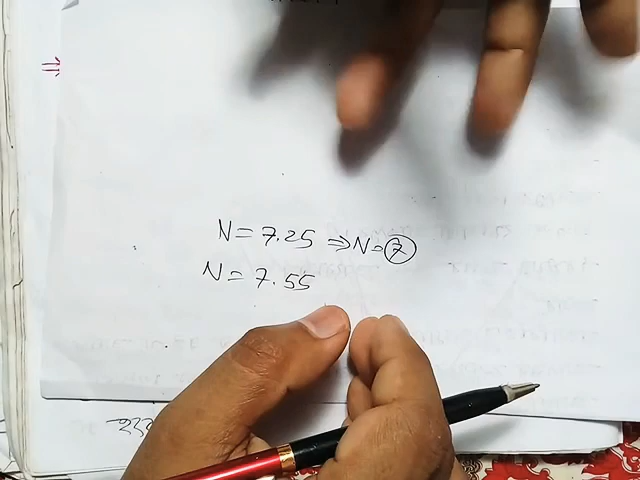 N = 7.25 ⇒ N = 7
N = 7.55